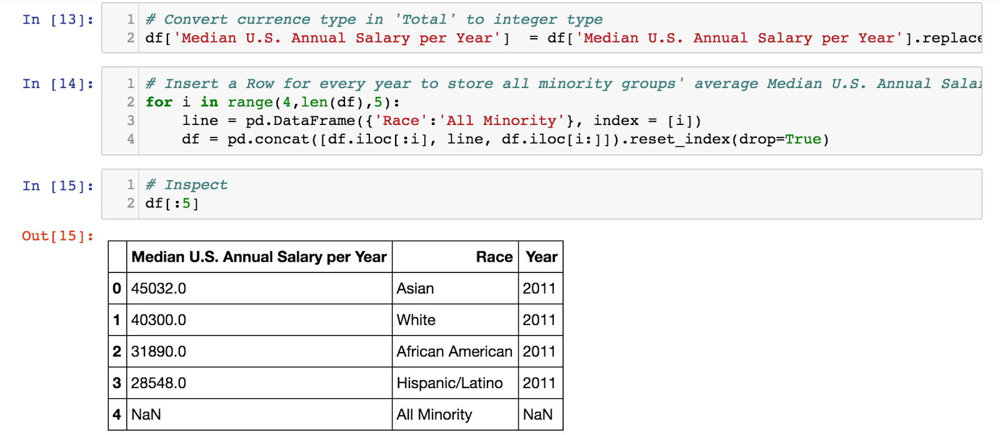 In [13]:
1 # Convert currence type in 'Total' to integer type
2 df['Median U.S. Annual Salary per Year']  = df['Median U.S. Annual Salary per Year'].replace
In [14]:
1 # Insert a Row for every year to store all minority groups' average Median U.S. Annual
2 for i in range(4,len(df),5):
3     line = pd.DataFrame({'Race':'All Minority'}, index = [i])
4     df = pd.concat([df.iloc[:i], line, df.iloc[i:]]).reset_index(drop=True)
In [15]:
1 # Inspect
2 df[:5]
Out[15]:
Median U.S. Annual Salary per Year Race Year
0 45032.0 Asian 2011
1 40300.0 White 2011
2 31890.0 African American 2011
3 28548.0 Hispanic/Latino 2011
4 NaN All Minority NaN